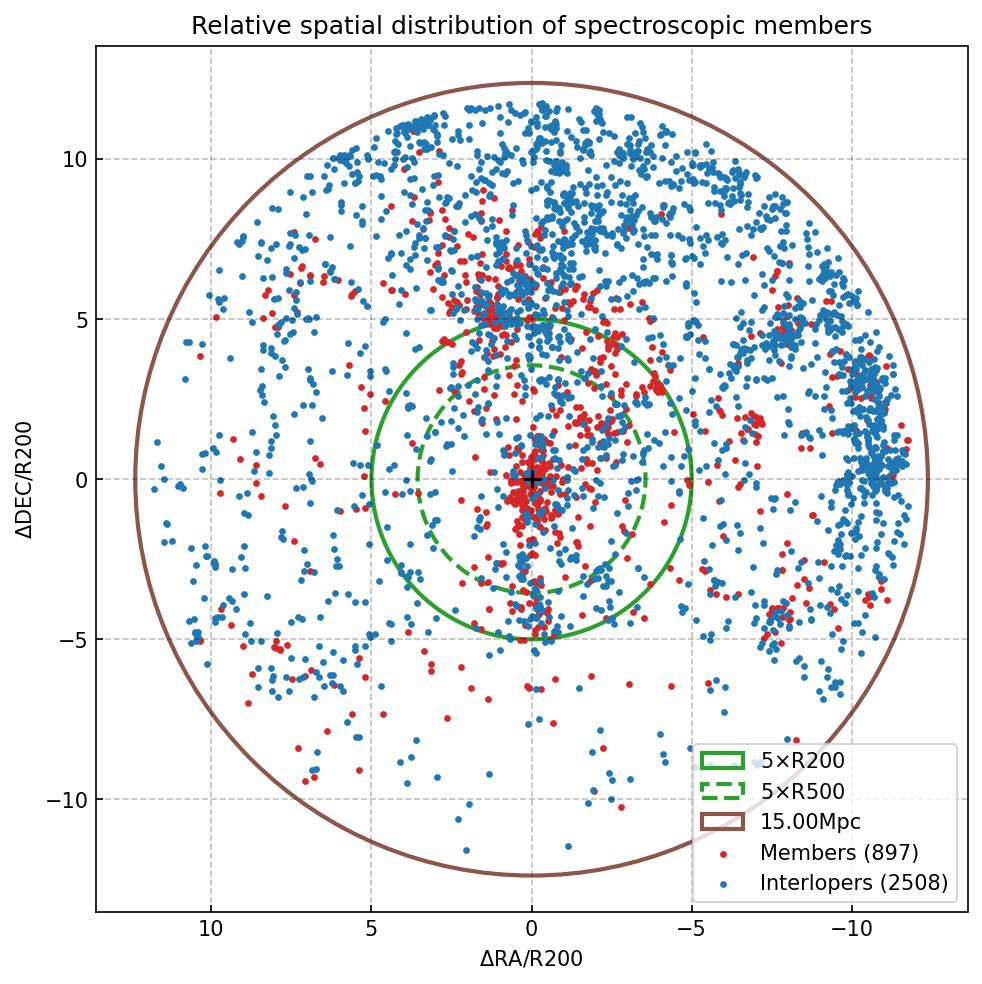 Relative spatial distribution of spectroscopic members
ΔDEC/R200
10
5
0
−5
−10
10
5
0
−5
−10
ΔRA/R200
5×R200
5×R500
15.00Mpc
Members (897)
Interlopers (2508)